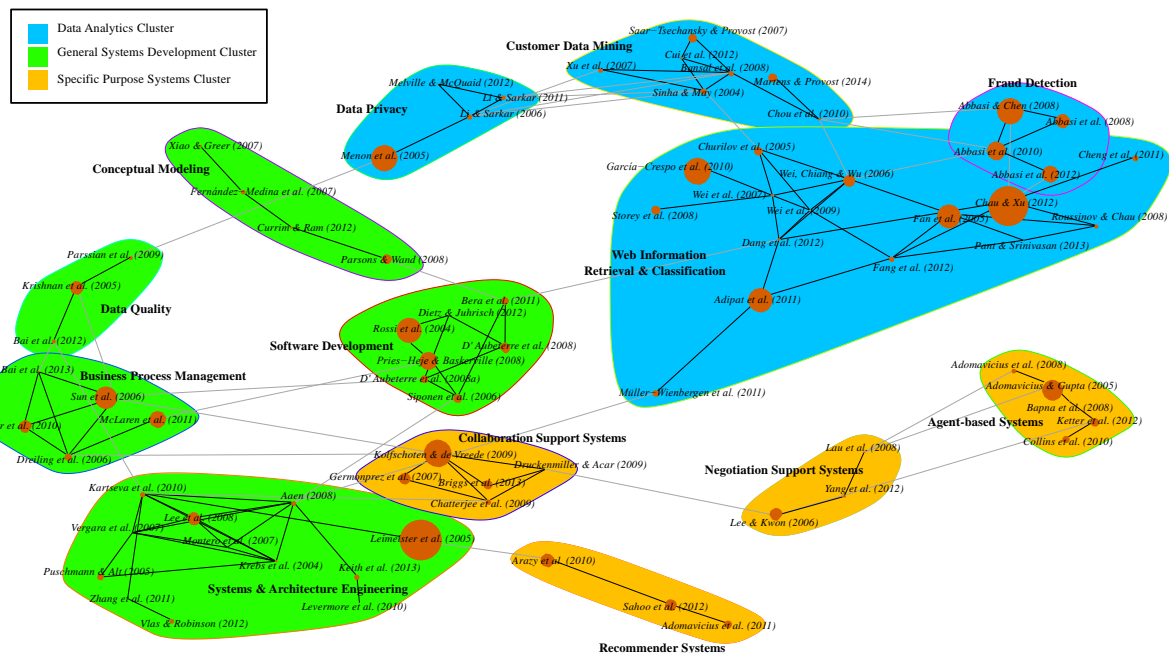 Data Analytics Cluster
General Systems Development Cluster
Specific Purpose Systems Cluster
Customer Data Mining
Saar−Tsechansky & Provost (2007)
Cui et al. (2012)
Xu et al. (2007)
Bansal et al. (2008)
Martens & Provost (2014)
Sinha & May (2004)
Chou et al. (2010)
Data Privacy
Melville & McQuaid (2012)
Li & Sarkar (2011)
Li & Sarkar (2006)
Menon et al. (2005)
Fraud Detection
Abbasi & Chen (2008)
Abbasi et al. (2008)
Abbasi et al. (2010)
Abbasi et al. (2012)
Cheng et al. (2011)
Churilov et al. (2005)
García−Crespo et al. (2010)
Wei, Chiang & Wu (2006)
Wei et al. (2007)
Wei et al. (2009)
Storey et al. (2008)
Chau & Xu (2012)
Fan et al. (2005)
Roussinov & Chau (2008)
Dang et al. (2012)
Pant & Srinivasan (2013)
Fang et al. (2012)
Web Information
Retrieval & Classification
Adipat et al. (2011)
Müller−Wienbergen et al. (2011)
Conceptual Modeling
Xiao & Greer (2007)
Fernández−Medina et al. (2007)
Currim & Ram (2012)
Parsons & Wand (2008)
Data Quality
Parssian et al. (2009)
Krishnan et al. (2005)
Bai et al. (2012)
Software Development
Bera et al. (2011)
Dietz & Juhrisch (2012)
Rossi et al. (2004)
D'Aubeterre et al. (2008)
Pries−Heje & Baskerville (2008)
D'Aubeterre et al. (2008a)
Siponen et al. (2006)
Business Process Management
Bai et al. (2013)
Sun et al. (2006)
McLaren et al. (2011)
r et al. (2010)
Dreiling et al. (2006)
Collaboration Support Systems
Kolfschoten & de Vreede (2009)
Druckenmiller & Acar (2009)
Germonprez et al. (2007)
Briggs et al. (2013)
Chatterjee et al. (2009)
Agent-based Systems
Adomavicius et al. (2008)
Adomavicius & Gupta (2005)
Bapna et al. (2008)
Ketter et al. (2012)
Collins et al. (2010)
Negotiation Support Systems
Lau et al. (2008)
Yang et al. (2012)
Lee & Kwon (2006)
Systems & Architecture Engineering
Kartseva et al. (2010)
Aaen (2008)
Vergara et al. (2007)
Lee et al. (2008)
Montero et al. (2007)
Leimeister et al. (2005)
Krebs et al. (2004)
Puschmann & Alt (2005)
Keith et al. (2013)
Zhang et al. (2011)
Levermore et al. (2010)
Vlas & Robinson (2012)
Recommender Systems
Arazy et al. (2010)
Sahoo et al. (2012)
Adomavicius et al. (2011)